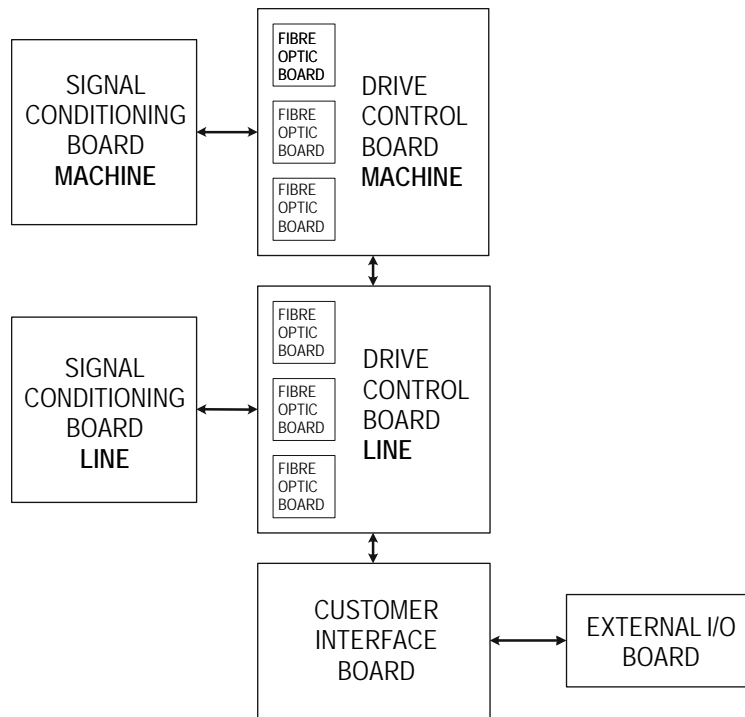 SIGNAL
CONDITIONING
BOARD
MACHINE
FIBRE
OPTIC
BOARD
FIBRE
OPTIC
BOARD
FIBRE
OPTIC
BOARD
DRIVE
CONTROL
BOARD
MACHINE
SIGNAL
CONDITIONING
BOARD
LINE
FIBRE
OPTIC
BOARD
FIBRE
OPTIC
BOARD
FIBRE
OPTIC
BOARD
DRIVE
CONTROL
BOARD
LINE
CUSTOMER
INTERFACE
BOARD
EXTERNAL I/O
BOARD